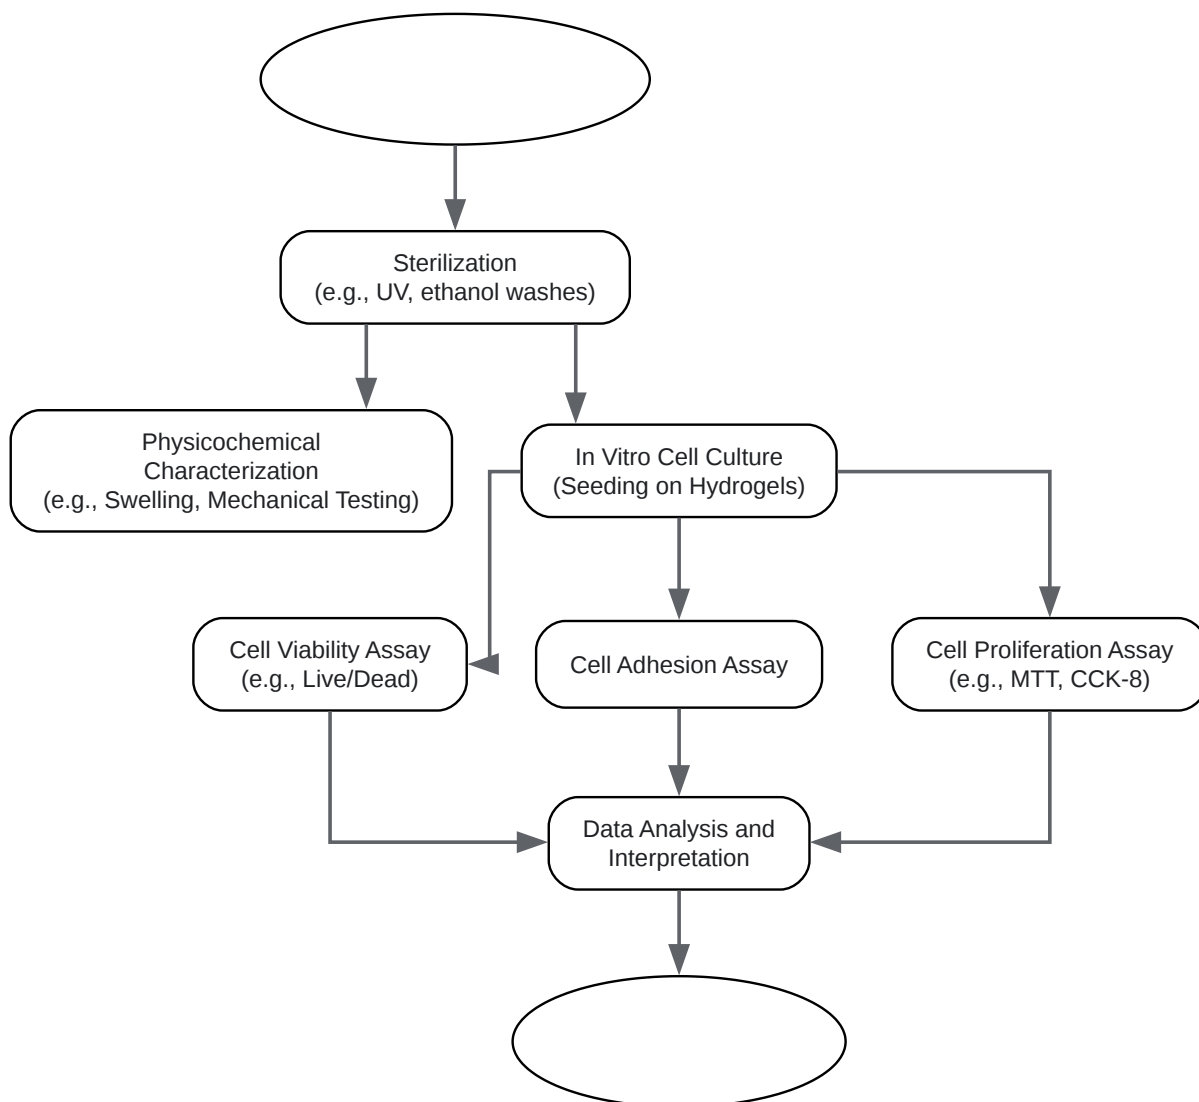 Sterilization
(e.g., UV, ethanol washes)
Physicochemical
Characterization
(e.g., Swelling, Mechanical Testing)
In Vitro Cell Culture
(Seeding on Hydrogels)
Cell Viability Assay
(e.g., Live/Dead)
Cell Adhesion Assay
Cell Proliferation Assay
(e.g., MTT, CCK-8)
Data Analysis and
Interpretation